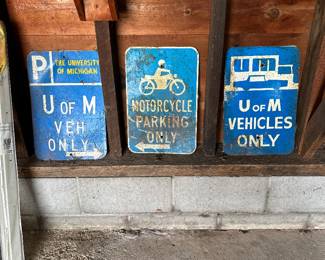 P/
THE UNIVERSITY
OF MICHIGAN
U OF M
VEH
ONLY
MOTORCYCLE
PARKING
ONLY
U OF M
VEHICLES
ONLY